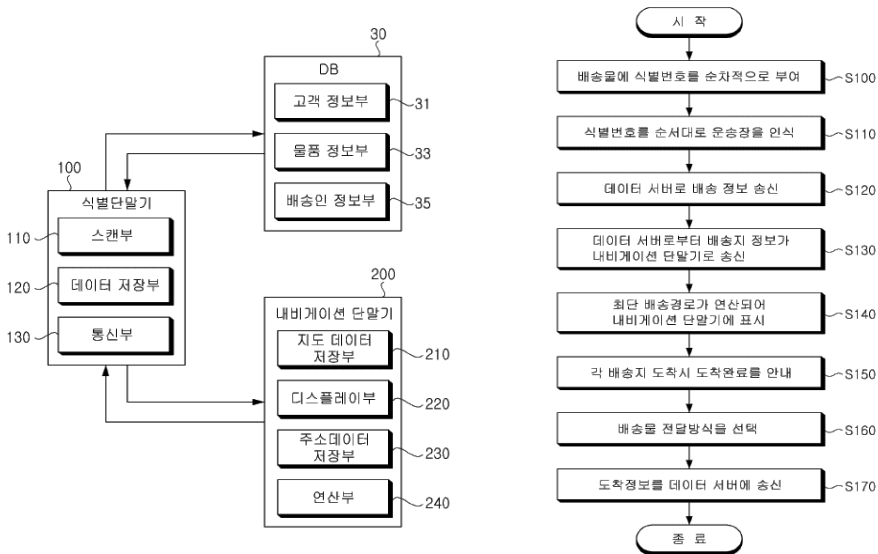 30
DB
고객 정보부
31
물품 정보부
33
배송인 정보부
35
100
식별단말기
110
스캔부
120
데이터 저장부
130
통신부
200
내비게이션 단말기
지도 데이터
저장부
210
디스플레이부
220
주소데이터
저장부
230
연산부
240
시 작
배송물에 식별번호를 순차적으로 부여
S100
식별번호를 순서대로 운송장을 인식
S110
데이터 서버로 배송 정보 송신
S120
데이터 서버로부터 배송지 정보가
내비게이션 단말기로 송신
S130
최단 배송경로가 연산되어
내비게이션 단말기에 표시
S140
각 배송지 도착시 도착완료를 안내
S150
배송물 전달방식을 선택
S160
도착정보를 데이터 서버에 송신
S170
종 료